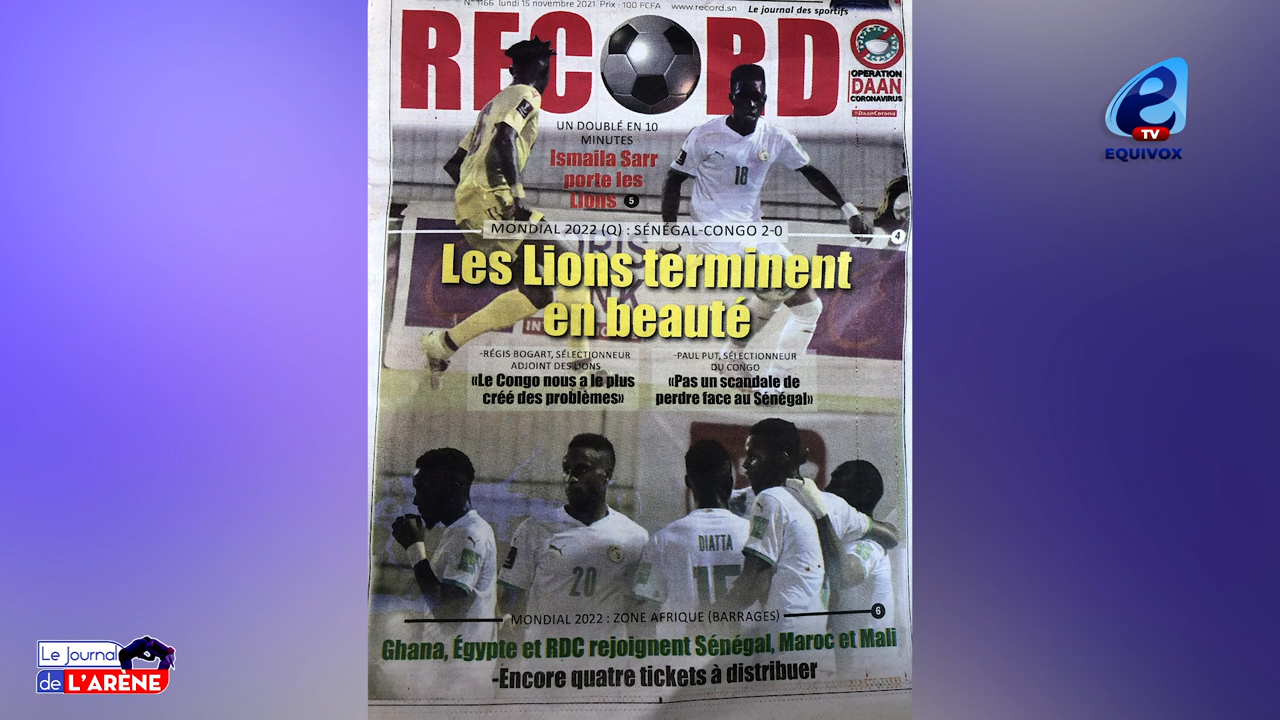 N° 1166 lundi 15 novembre 2021 Prix : 100 FCFA www.record.sn Le journal des sportifs
RECORD
OPERATION
DAAN
CORONAVIRUS
#DaanCorona
e
TV
EQUIVOX
UN DOUBLÉ EN 10
MINUTES
Ismaila Sarr
porte les
Lions 5
18
MONDIAL 2022 (Q) : SÉNÉGAL-CONGO 2-0
4
Les Lions terminent
en beauté
-RÉGIS BOGART, SÉLECTIONNEUR
ADJOINT DES LIONS
«Le Congo nous a le plus
créé des problèmes»
-PAUL PUT, SÉLECTIONNEUR
DU CONGO
«Pas un scandale de
perdre face au Sénégal»
DIATTA
15
20
MONDIAL 2022 : ZONE AFRIQUE (BARRAGES)
6
Ghana, Égypte et RDC rejoignent Sénégal, Maroc et Mali
-Encore quatre tickets à distribuer
Le Journal
de L'ARÈNE